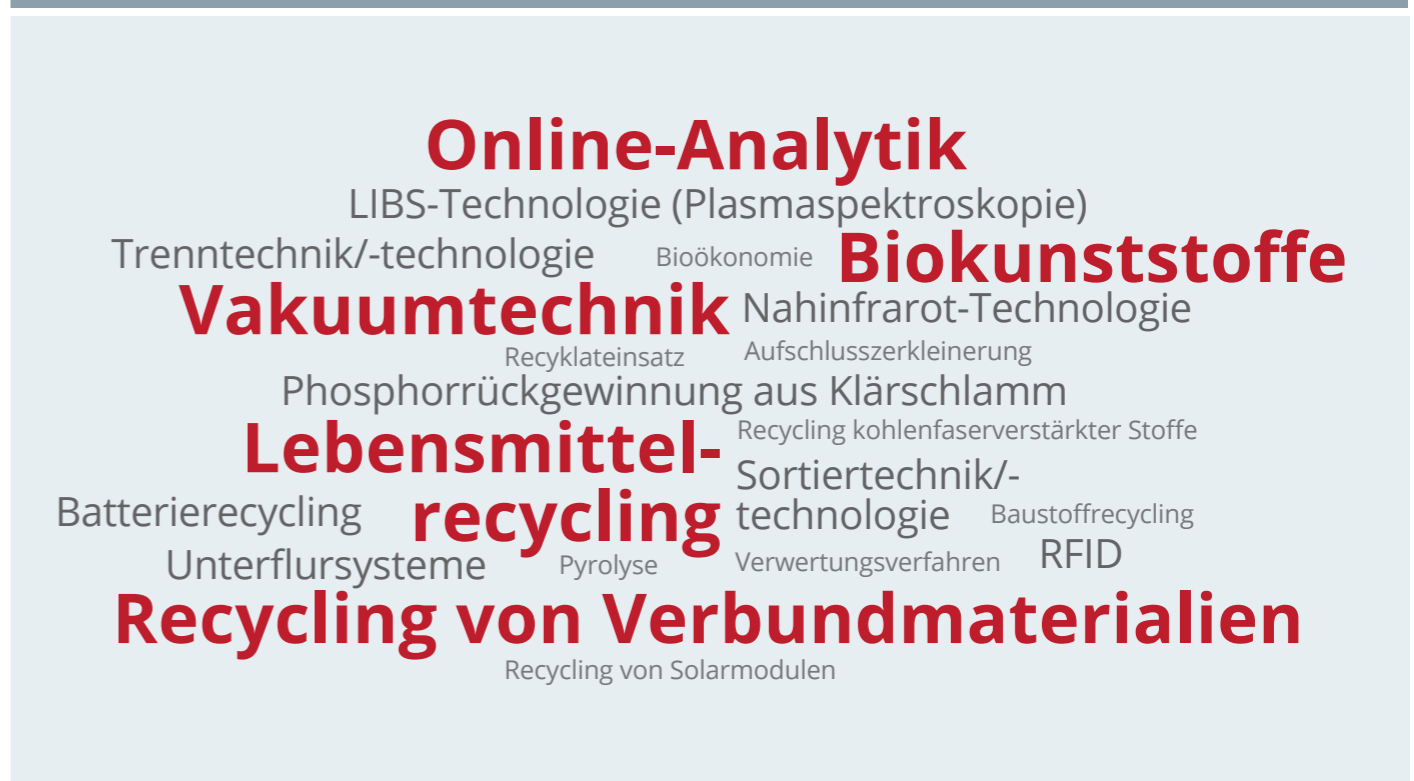 Online-Analytik
LIBS-Technologie (Plasmaspektroskopie)
Trenntechnik/-technologie
Bioökonomie
Biokunststoffe
Vakuumtechnik
Nahinfrarot-Technologie
Recyklateinsatz
Aufschlusszerkleinerung
Phosphorrückgewinnung aus Klärschlamm
Lebensmittel-
recycling
Recycling kohlenfaserverstärkter Stoffe
Sortiertechnik/-
technologie
Batterierecycling
Baustoffrecycling
Unterflursysteme
Pyrolyse
Verwertungsverfahren
RFID
Recycling von Verbundmaterialien
Recycling von Solarmodulen